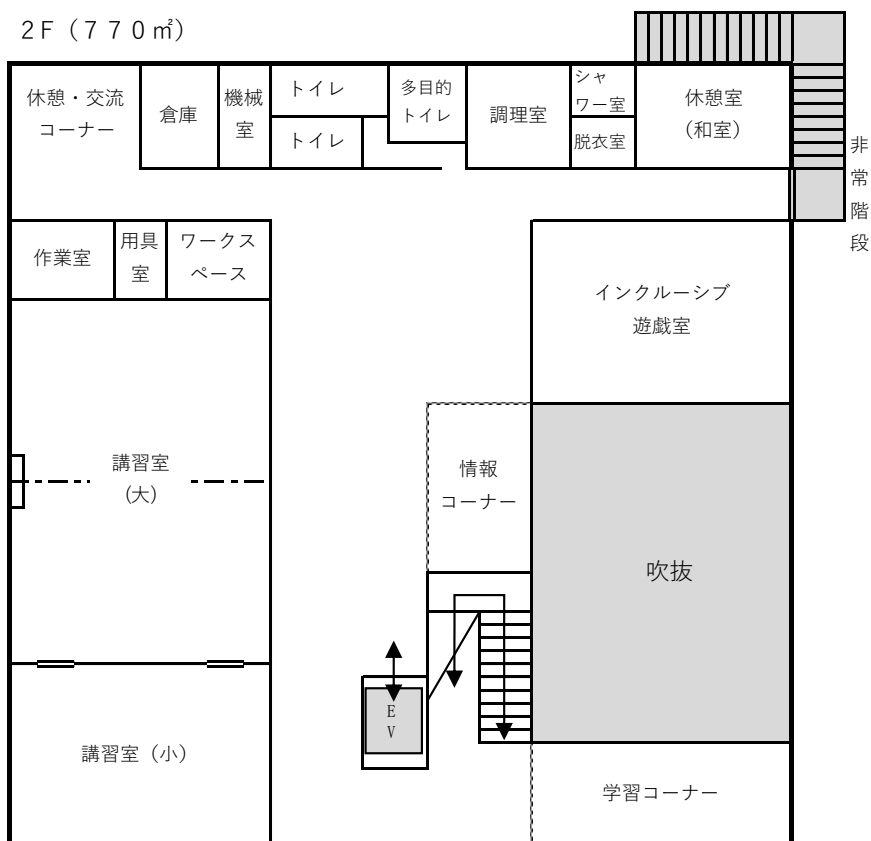 ２F（７７０㎡）
休憩・交流
コーナー
倉庫
機械
室
トイレ
トイレ
多目的
トイレ
調理室
シャ
ワー室
脱衣室
休憩室
（和室）
非
常
階
段
作業室
用具
室
ワークス
ペース
インクルーシブ
遊戯室
講習室
（大）
情報
コーナー
吹抜
E
V
講習室（小）
学習コーナー